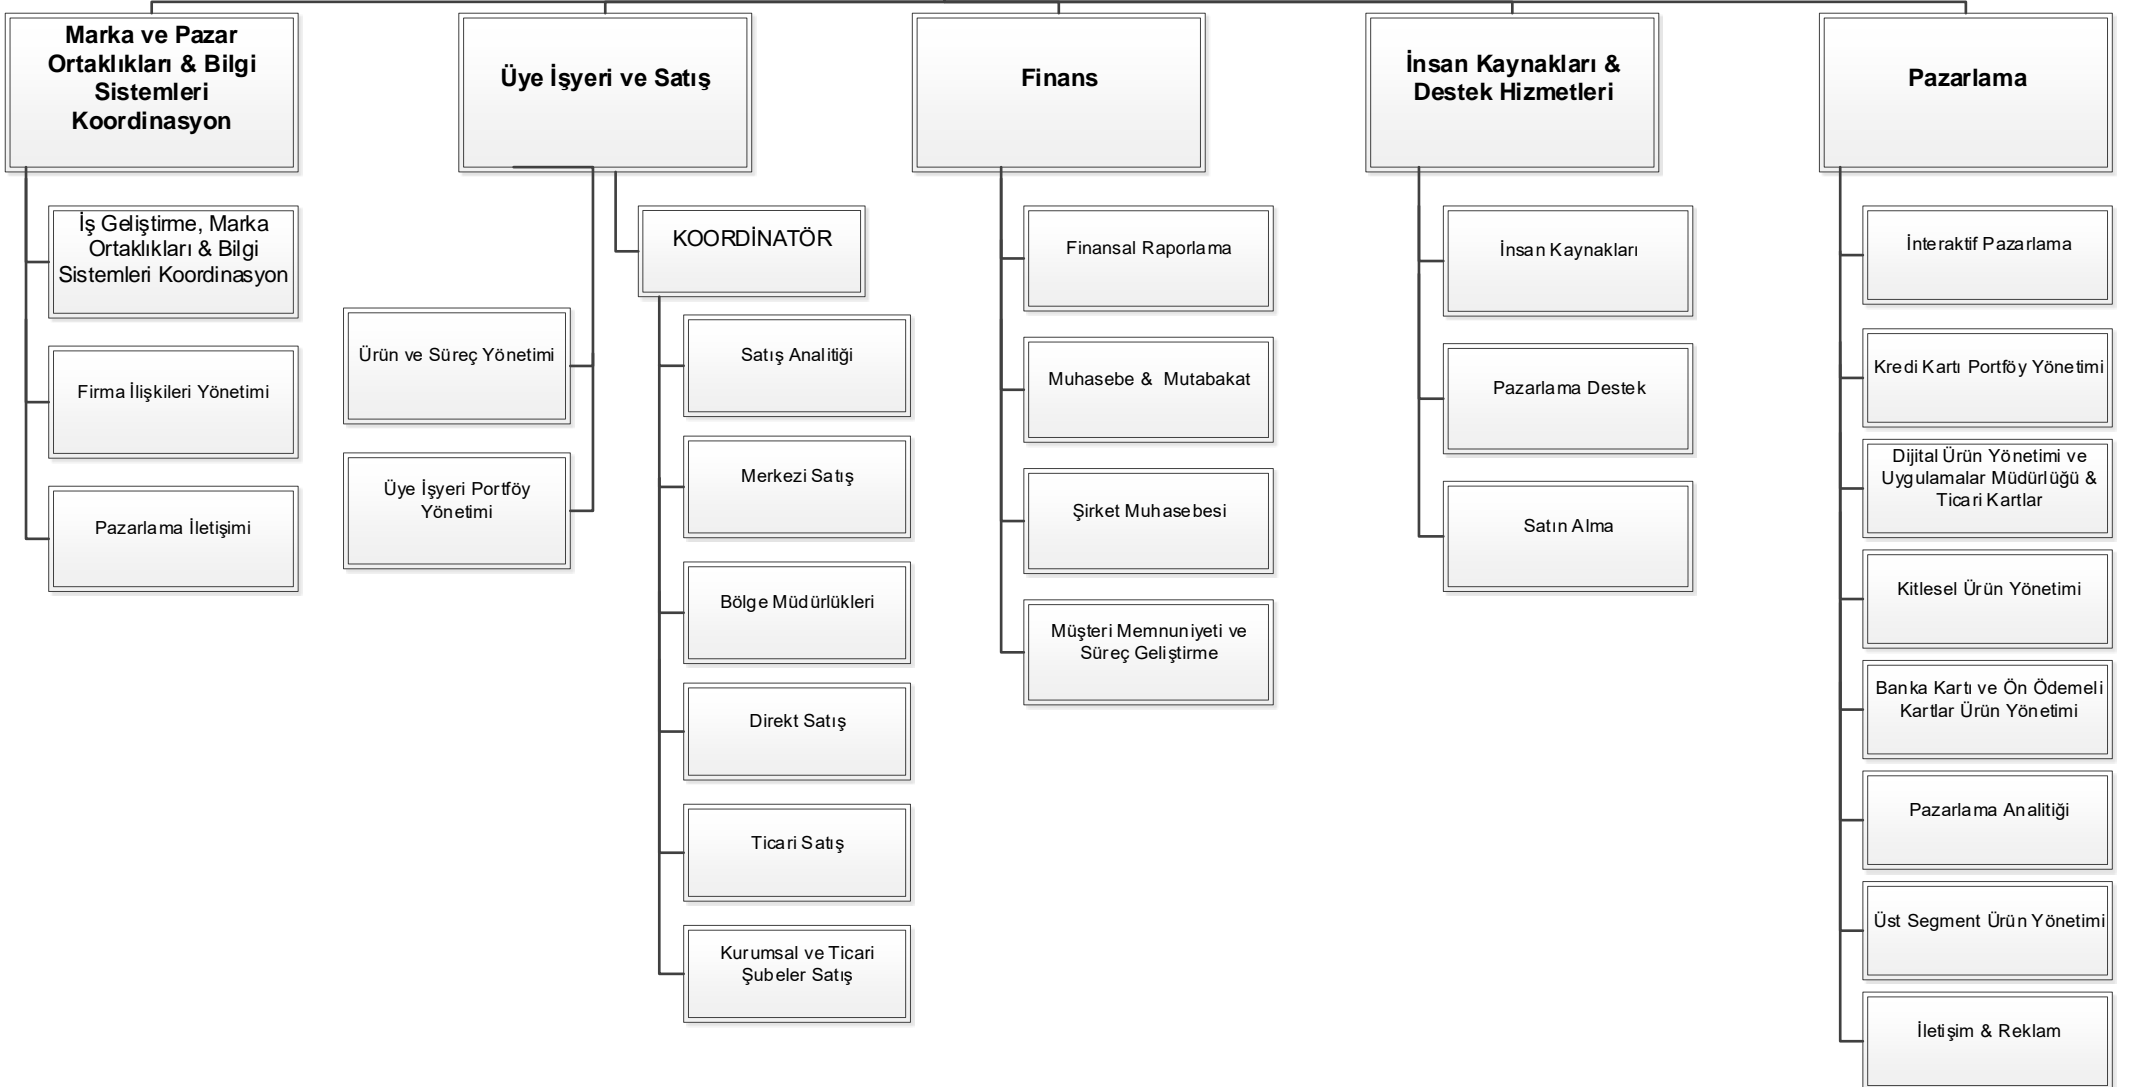 Marka ve Pazar
Ortaklıkları & Bilgi
Sistemleri
Koordinasyon
İş Geliştirme, Marka
Ortaklıkları & Bilgi
Sistemleri Koordinasyon
Firma İlişkileri Yönetimi
Pazarlama İletişimi
Üye İşyeri ve Satış
Ürün ve Süreç Yönetimi
Üye İşyeri Portföy
Yönetimi
KOORDİNATÖR
Satış Analitiği
Merkezi Satış
Bölge Müdürlükleri
Direkt Satış
Ticari Satış
Kurumsal ve Ticari
Şubeler Satış
Finans
Finansal Raporlama
Muhasebe & Mutabakat
Şirket Muhasebesi
Müşteri Memnuniyeti ve
Süreç Geliştirme
İnsan Kaynakları &
Destek Hizmetleri
İnsan Kaynakları
Pazarlama Destek
Satın Alma
Pazarlama
İnteraktif Pazarlama
Kredi Kartı Portföy Yönetimi
Dijital Ürün Yönetimi ve
Uygulamalar Müdürlüğü &
Ticari Kartlar
Kitlesel Ürün Yönetimi
Banka Kartı ve Ön Ödemeli
Kartlar Ürün Yönetimi
Pazarlama Analitiği
Üst Segment Ürün Yönetimi
İletişim & Reklam